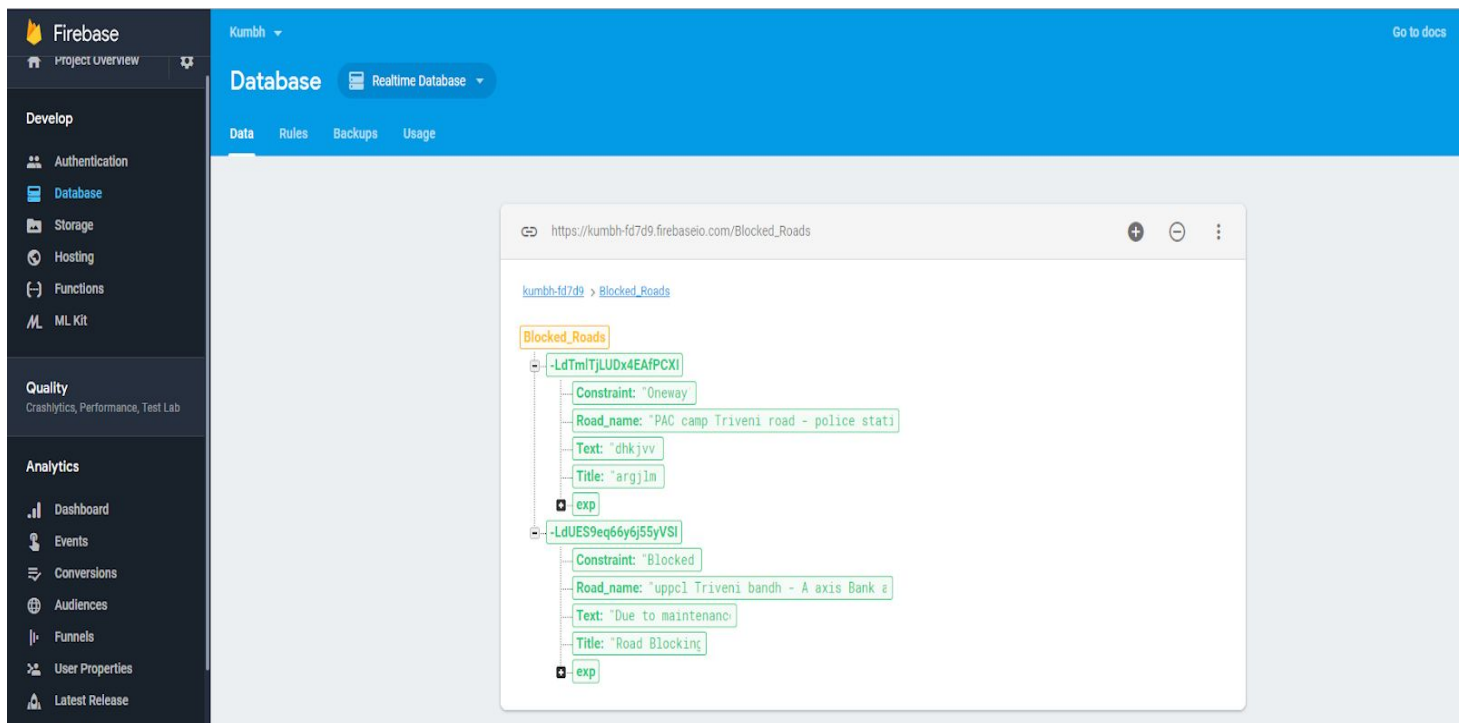 Firebase
Project Overview
Develop
Authentication
Database
Storage
Hosting
Functions
ML Kit
Quality
Crashlytics, Performance, Test Lab
Analytics
Dashboard
Events
Conversions
Audiences
Funnels
User Properties
Latest Release
Kumbh
Go to docs
Database Realtime Database
Data Rules Backups Usage
https://kumbh-fd7d9.firebaseio.com/Blocked_Roads
kumbh-fd7d9 > Blocked_Roads
Blocked_Roads
-LdTmlTjLUDx4EAfPCXI
Constraint: "Oneway
Road_name: "PAC camp Triveni road - police stati
Text: "dhkjvv
Title: "argjlm
exp
-LdUES9eq66y6j55yVSI
Constraint: "Blocked
Road_name: "uppcl Triveni bandh - A axis Bank a
Text: "Due to maintenanc
Title: "Road Blocking
exp